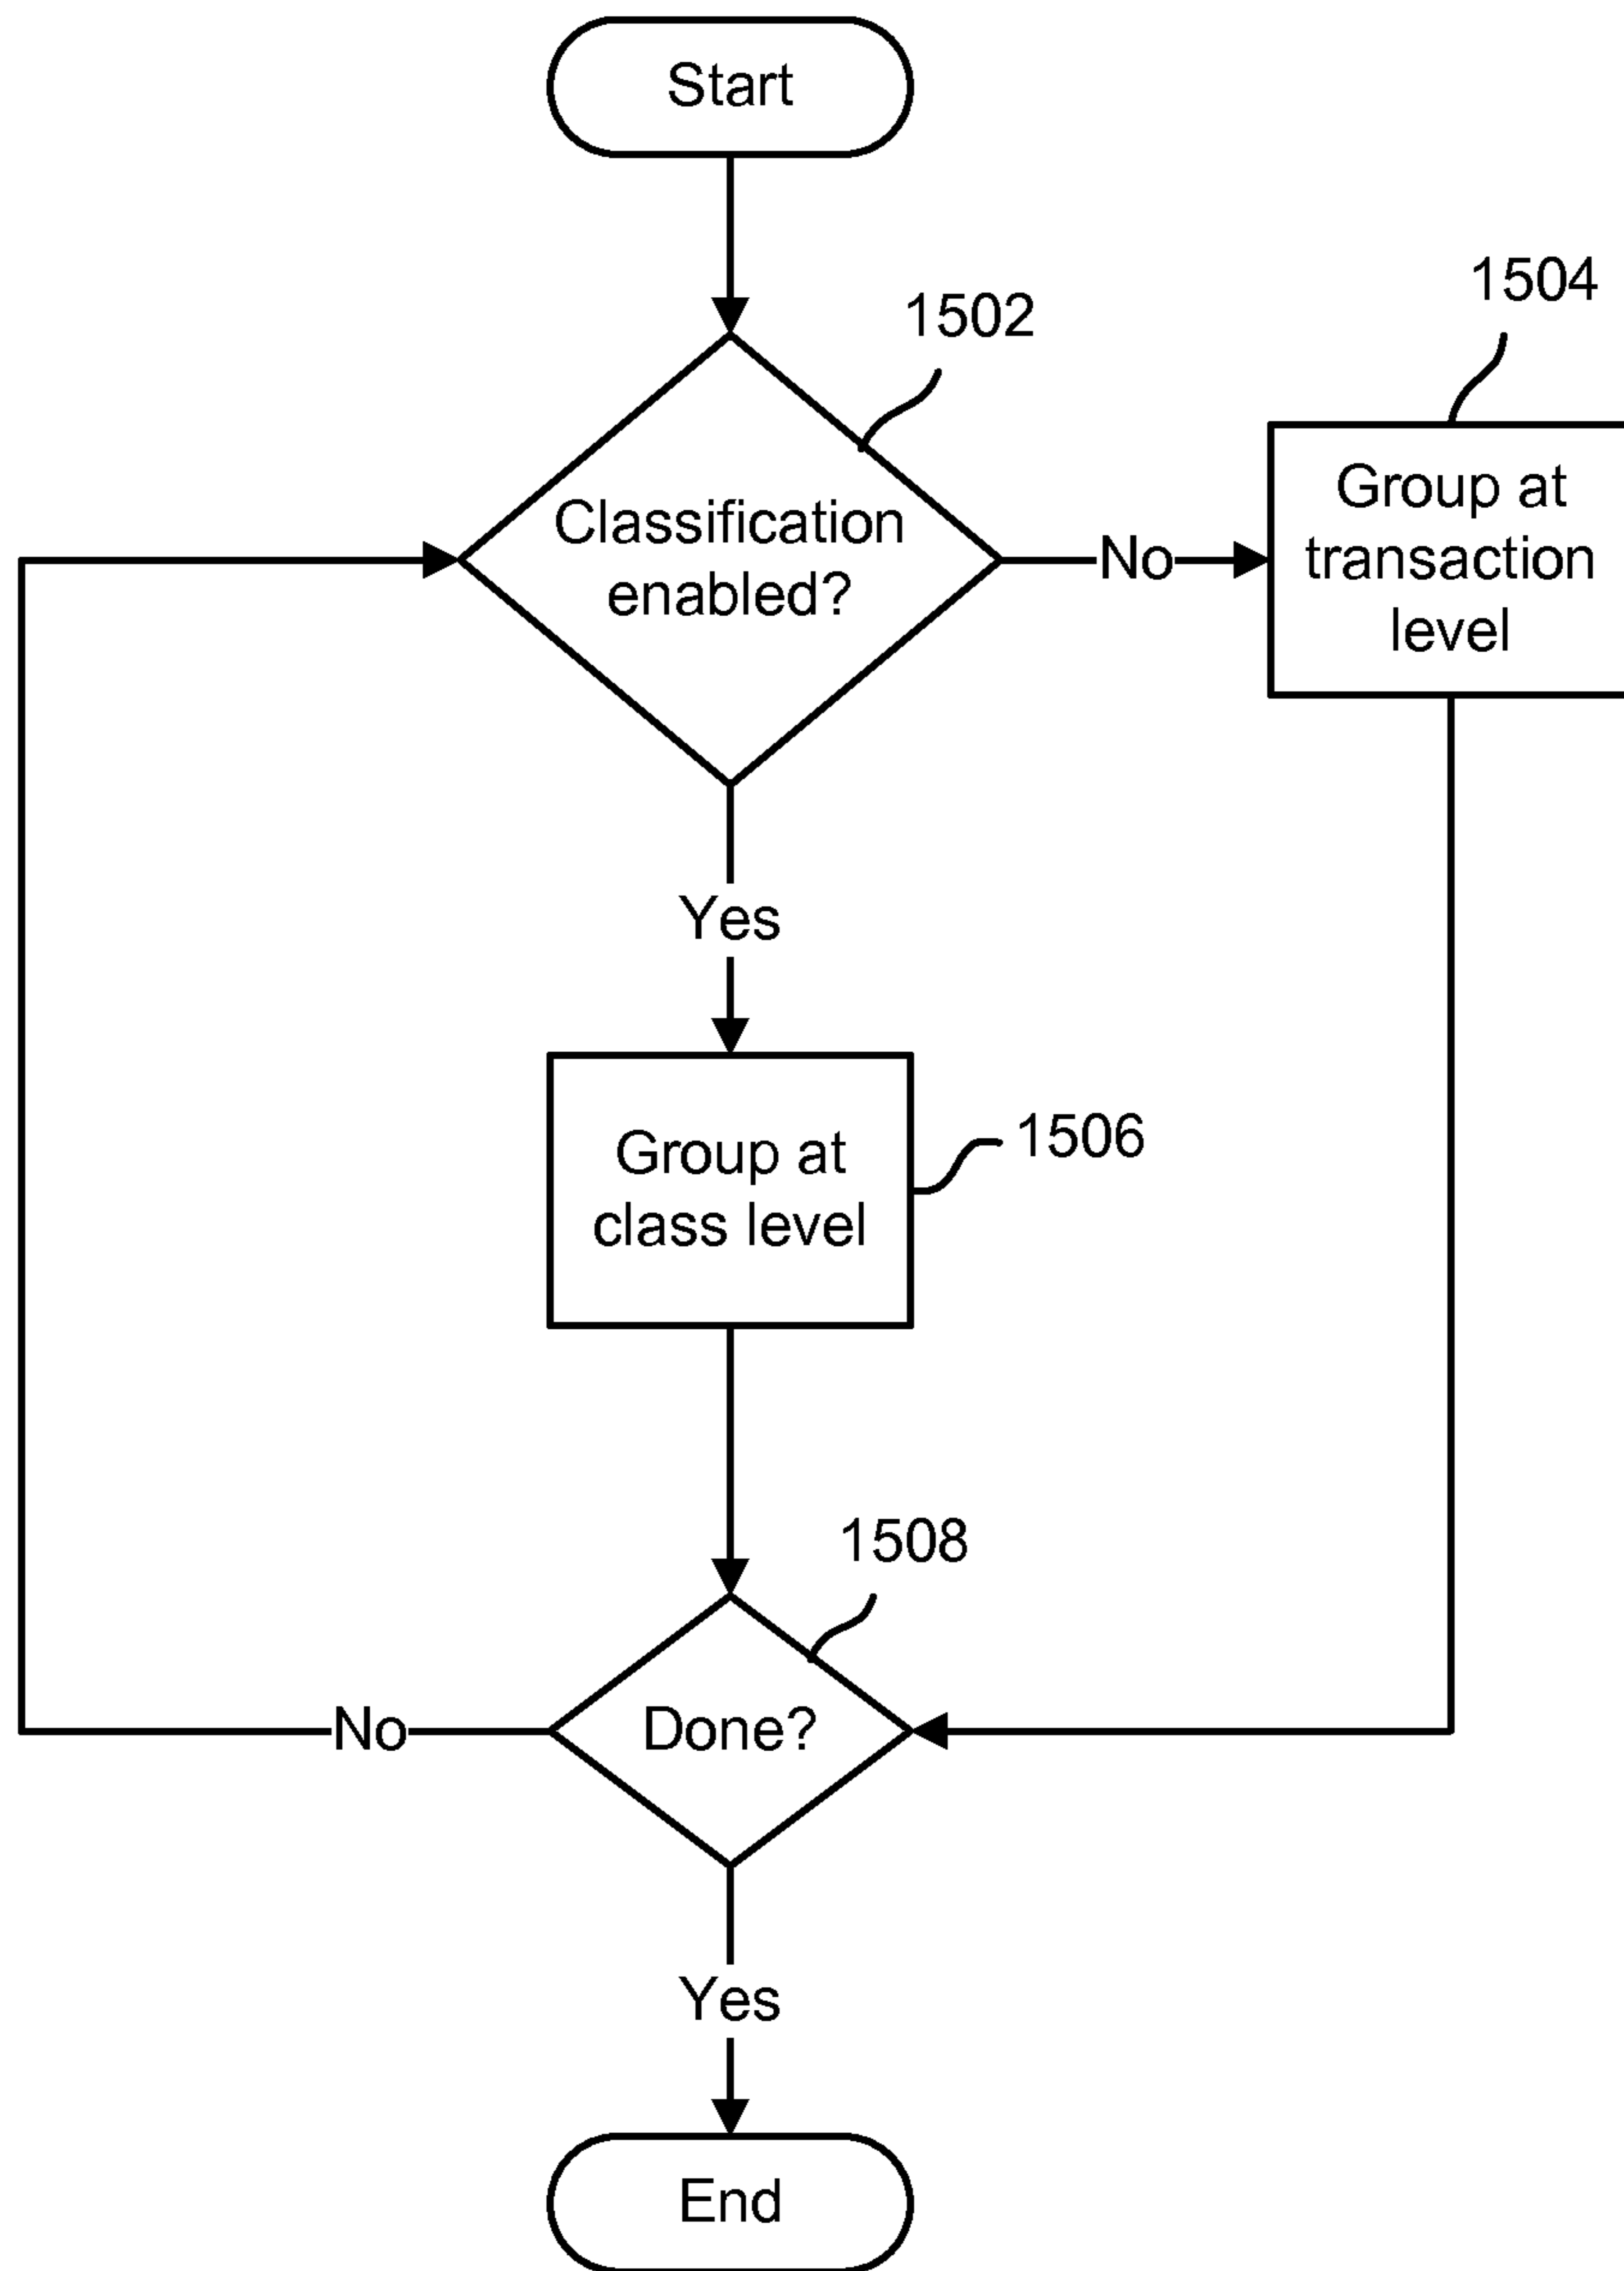 Start
1502
1504
Classification
enabled?
No
Group at
transaction
level
Yes
Group at
class level
1506
1508
Done?
No
Yes
End